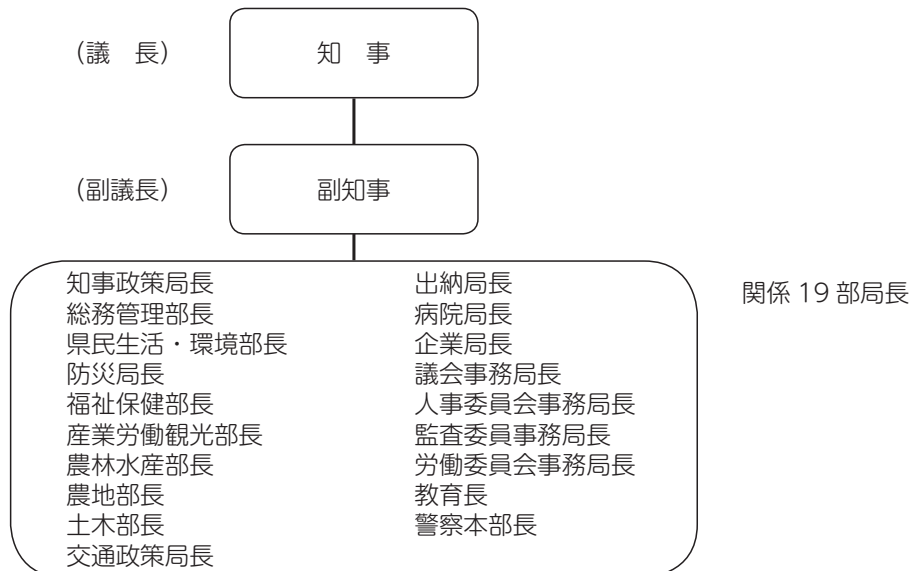 (議　長)
知　事
(副議長)
副知事
知事政策局長
総務管理部長
県民生活・環境部長
防災局長
福祉保健部長
産業労働観光部長
農林水産部長
農地部長
土木部長
交通政策局長
出納局長
病院局長
企業局長
議会事務局長
人事委員会事務局長
監査委員事務局長
労働委員会事務局長
教育長
警察本部長
関係 19 部局長